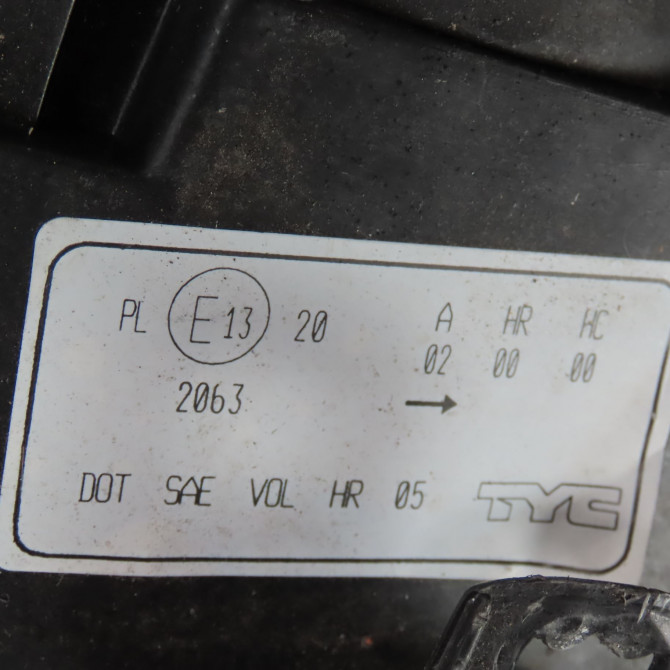 PL E13 20 A HR HC
02 00 00
2063 →
DOT SAE VOL HR 05 TYC